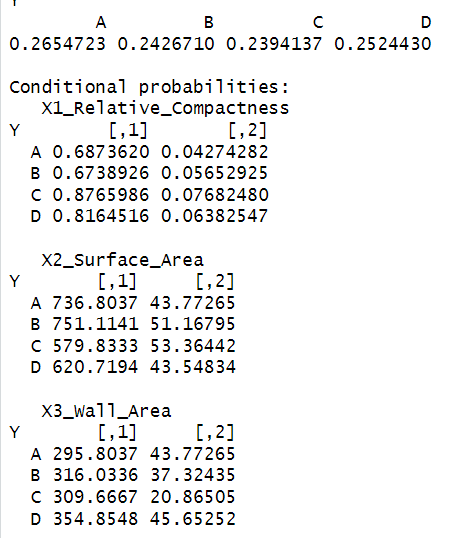 Y
A B C D
0.2654723 0.2426710 0.2394137 0.2524430
Conditional probabilities:
X1_Relative_Compactness
Y [,1] [,2]
A 0.6873620 0.04274282
B 0.6738926 0.05652925
C 0.8765986 0.07682480
D 0.8164516 0.06382547
X2_Surface_Area
Y [,1] [,2]
A 736.8037 43.77265
B 751.1141 51.16795
C 579.8333 53.36442
D 620.7194 43.54834
X3_Wall_Area
Y [,1] [,2]
A 295.8037 43.77265
B 316.0336 37.32435
C 309.6667 20.86505
D 354.8548 45.65252